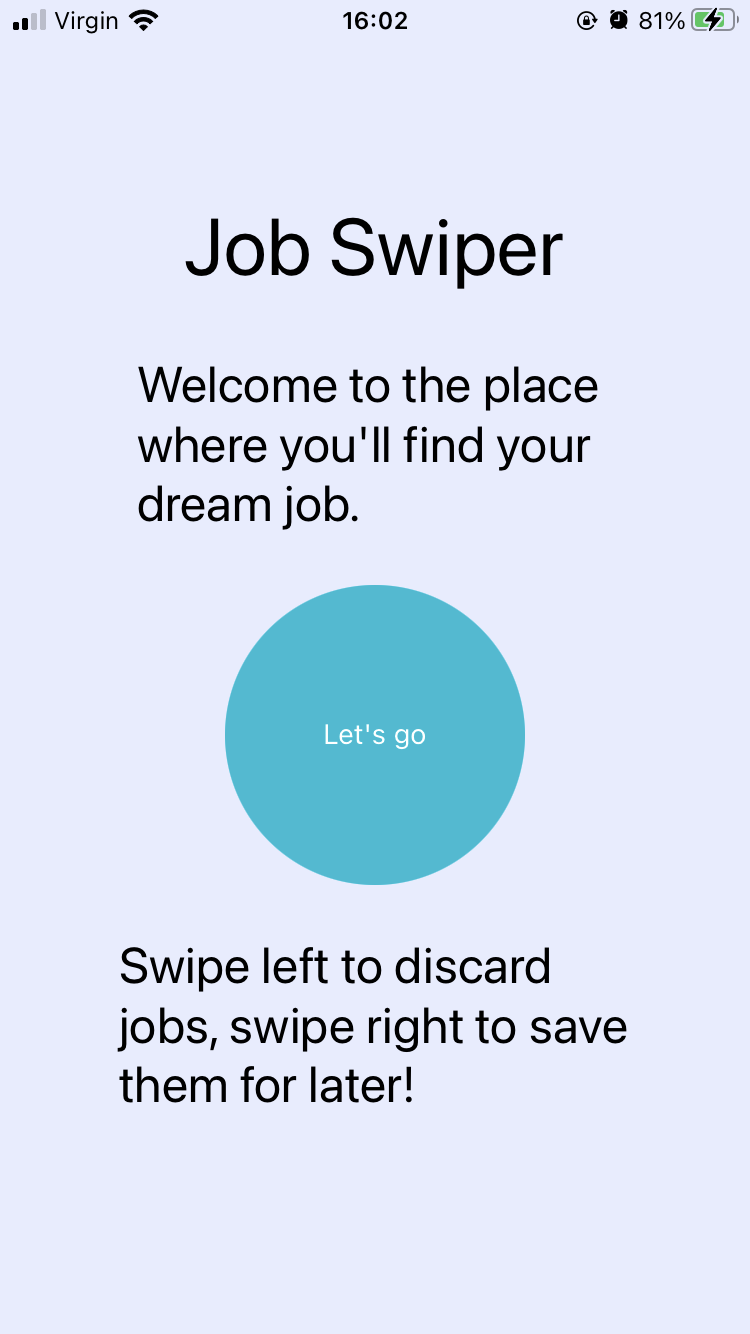 Virgin 16:02 81%
Job Swiper
Welcome to the place
where you'll find your
dream job.
Let's go
Swipe left to discard
jobs, swipe right to save
them for later!